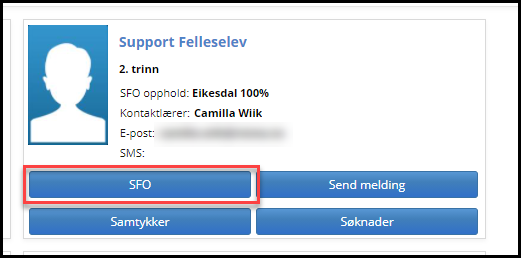 Support Felleselev
2. trinn
SFO opphold: Eikesdal 100%
Kontaktlærer: Camilla Wiik
E-post:
SMS:
SFO
Send melding
Samtykker
Søknader